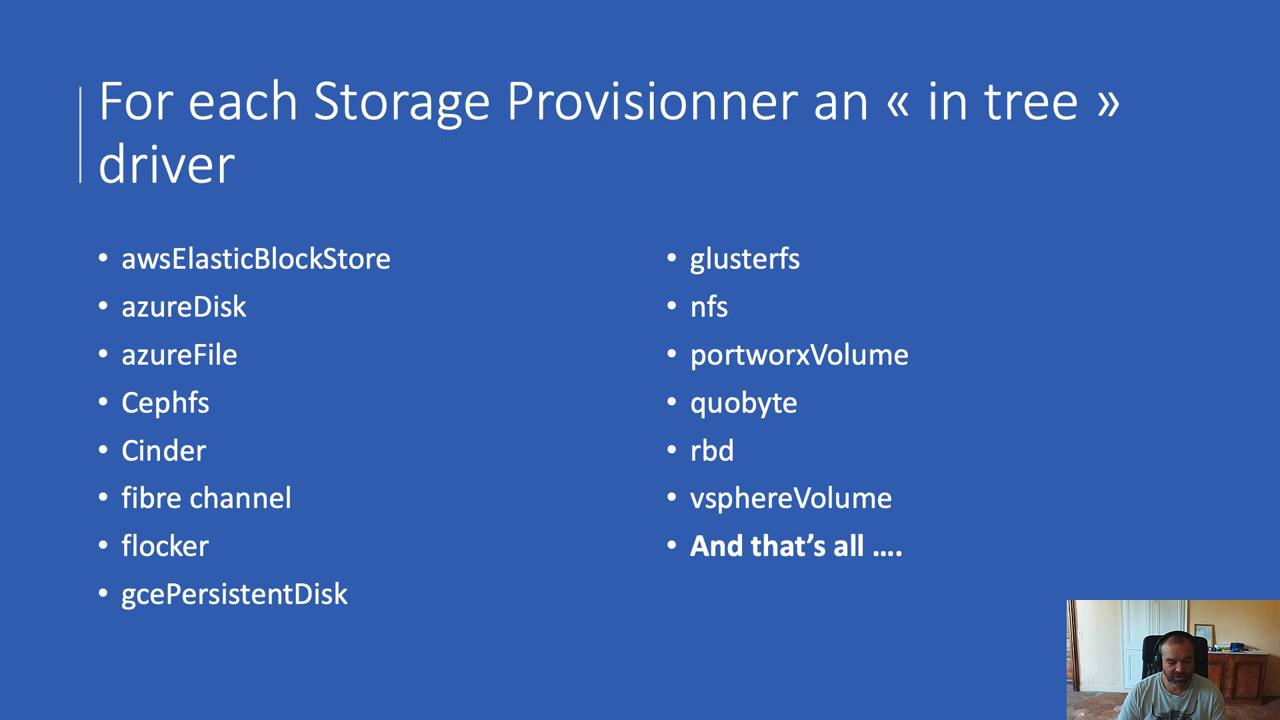 For each Storage Provisionner an « in tree »
driver
• awsElasticBlockStore
• azureDisk
• azureFile
• Cephfs
• Cinder
• fibre channel
• flocker
• gcePersistentDisk
• glusterfs
• nfs
• portworxVolume
• quobyte
• rbd
• vsphereVolume
• And that’s all ....